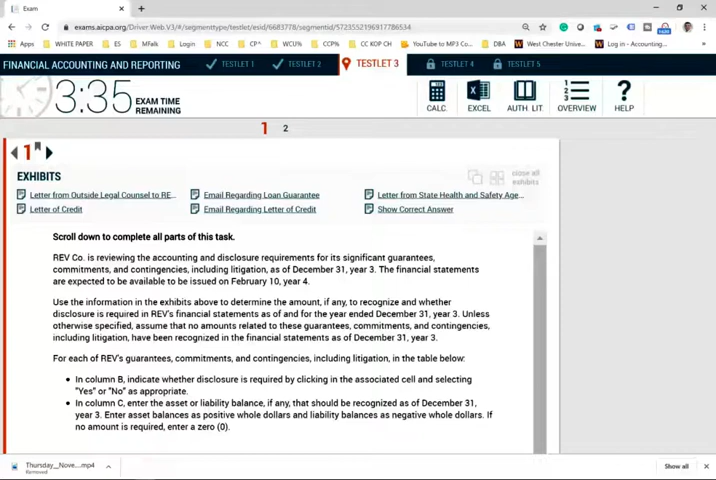 Exam
exams.aicpa.org/Driver.Web.V3/#/segmenttype/testlet/esid/6683778/segmentid/5723552196917786534
Apps WHITE PAPER ES MFalk Login NCC CP^ WCU% CCP% CC KOP CH YouTube to MP3 Co... DBA West Chester Unive... Log in - Accounting...
FINANCIAL ACCOUNTING AND REPORTING TESTLET 1 TESTLET 2 TESTLET 3 TESTLET 4 TESTLET 5
3:35 EXAM TIME
REMAINING
CALC EXCEL AUTH LIT. OVERVIEW HELP
1 2
1
EXHIBITS
close all
exhibits
Letter from Outside Legal Counsel to RE... Email Regarding Loan Guarantee Letter from State Health and Safety Age...
Letter of Credit Email Regarding Letter of Credit Show Correct Answer
Scroll down to complete all parts of this task.
REV Co. is reviewing the accounting and disclosure requirements for its significant guarantees,
commitments, and contingencies, including litigation, as of December 31, year 3. The financial statements
are expected to be available to be issued on February 10, year 4.
Use the information in the exhibits above to determine the amount, if any, to recognize and whether
disclosure is required in REV's financial statements as of and for the year ended December 31, year 3. Unless
otherwise specified, assume that no amounts related to these guarantees, commitments, and contingencies,
including litigation, have been recognized in the financial statements as of December 31, year 3.
For each of REV's guarantees, commitments, and contingencies, including litigation, in the table below:
• In column B, indicate whether disclosure is required by clicking in the associated cell and selecting
"Yes" or "No" as appropriate.
• In column C, enter the asset or liability balance, if any, that should be recognized as of December 31,
year 3. Enter asset balances as positive whole dollars and liability balances as negative whole dollars. If
no amount is required, enter a zero (0).
Thursday__Nove....mp4
Removed
Show all